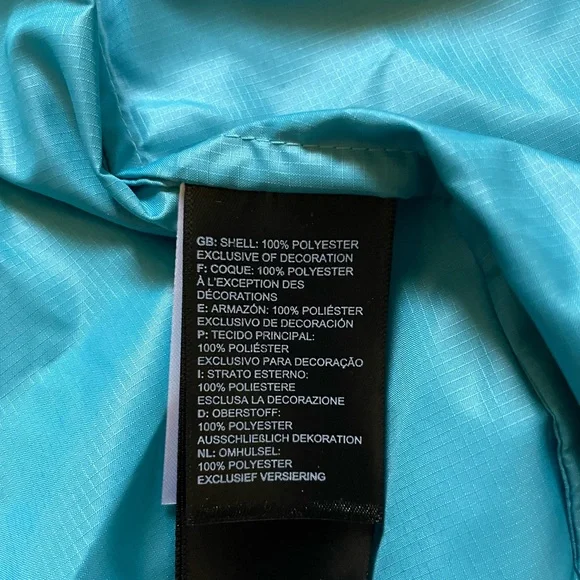 GB: SHELL: 100% POLYESTER
EXCLUSIVE OF DECORATION
F: COQUE: 100% POLYESTER
À L'EXCEPTION DES
DÉCORATIONS
E: ARMAZÓN: 100% POLIÉSTER
EXCLUSIVO DE DECORACIÓN
P: TECIDO PRINCIPAL:
100% POLIÉSTER
EXCLUSIVO PARA DECORAÇÃO
I: STRATO ESTERNO:
100% POLIESTERE
ESCLUSA LA DECORAZIONE
D: OBERSTOFF:
100% POLYESTER
AUSSCHLIEßLICH DEKORATION
NL: OMHULSEL:
100% POLYESTER
EXCLUSIEF VERSIERING